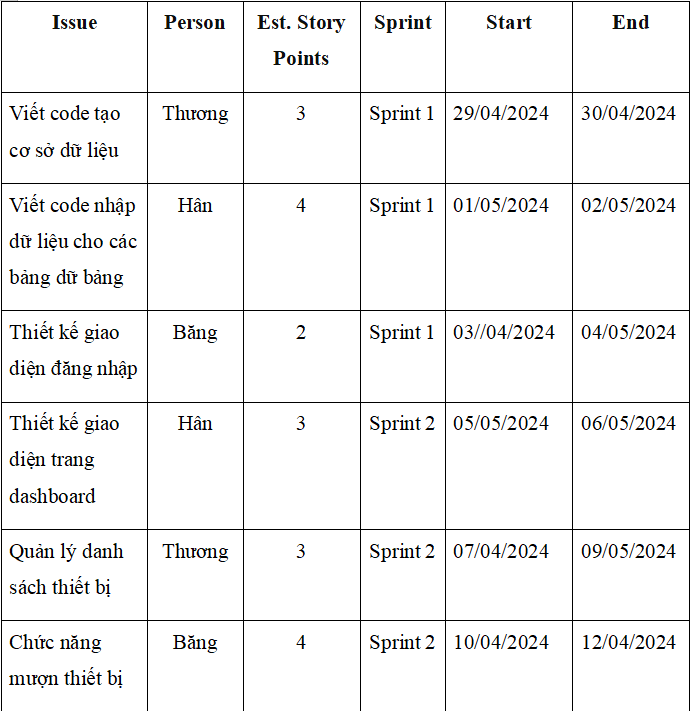 Issue Person Est. Story Sprint Start End
Points
Viết code tạo Thương 3 Sprint 1 29/04/2024 30/04/2024
cơ sở dữ liệu
Viết code nhập Hân 4 Sprint 1 01/05/2024 02/05/2024
dữ liệu cho các
bảng dữ bảng
Thiết kế giao Băng 2 Sprint 1 03//04/2024 04/05/2024
diện đăng nhập
Thiết kế giao Hân 3 Sprint 2 05/05/2024 06/05/2024
diện trang
dashboard
Quản lý danh Thương 3 Sprint 2 07/04/2024 09/05/2024
sách thiết bị
Chức năng Băng 4 Sprint 2 10/04/2024 12/04/2024
mượn thiết bị